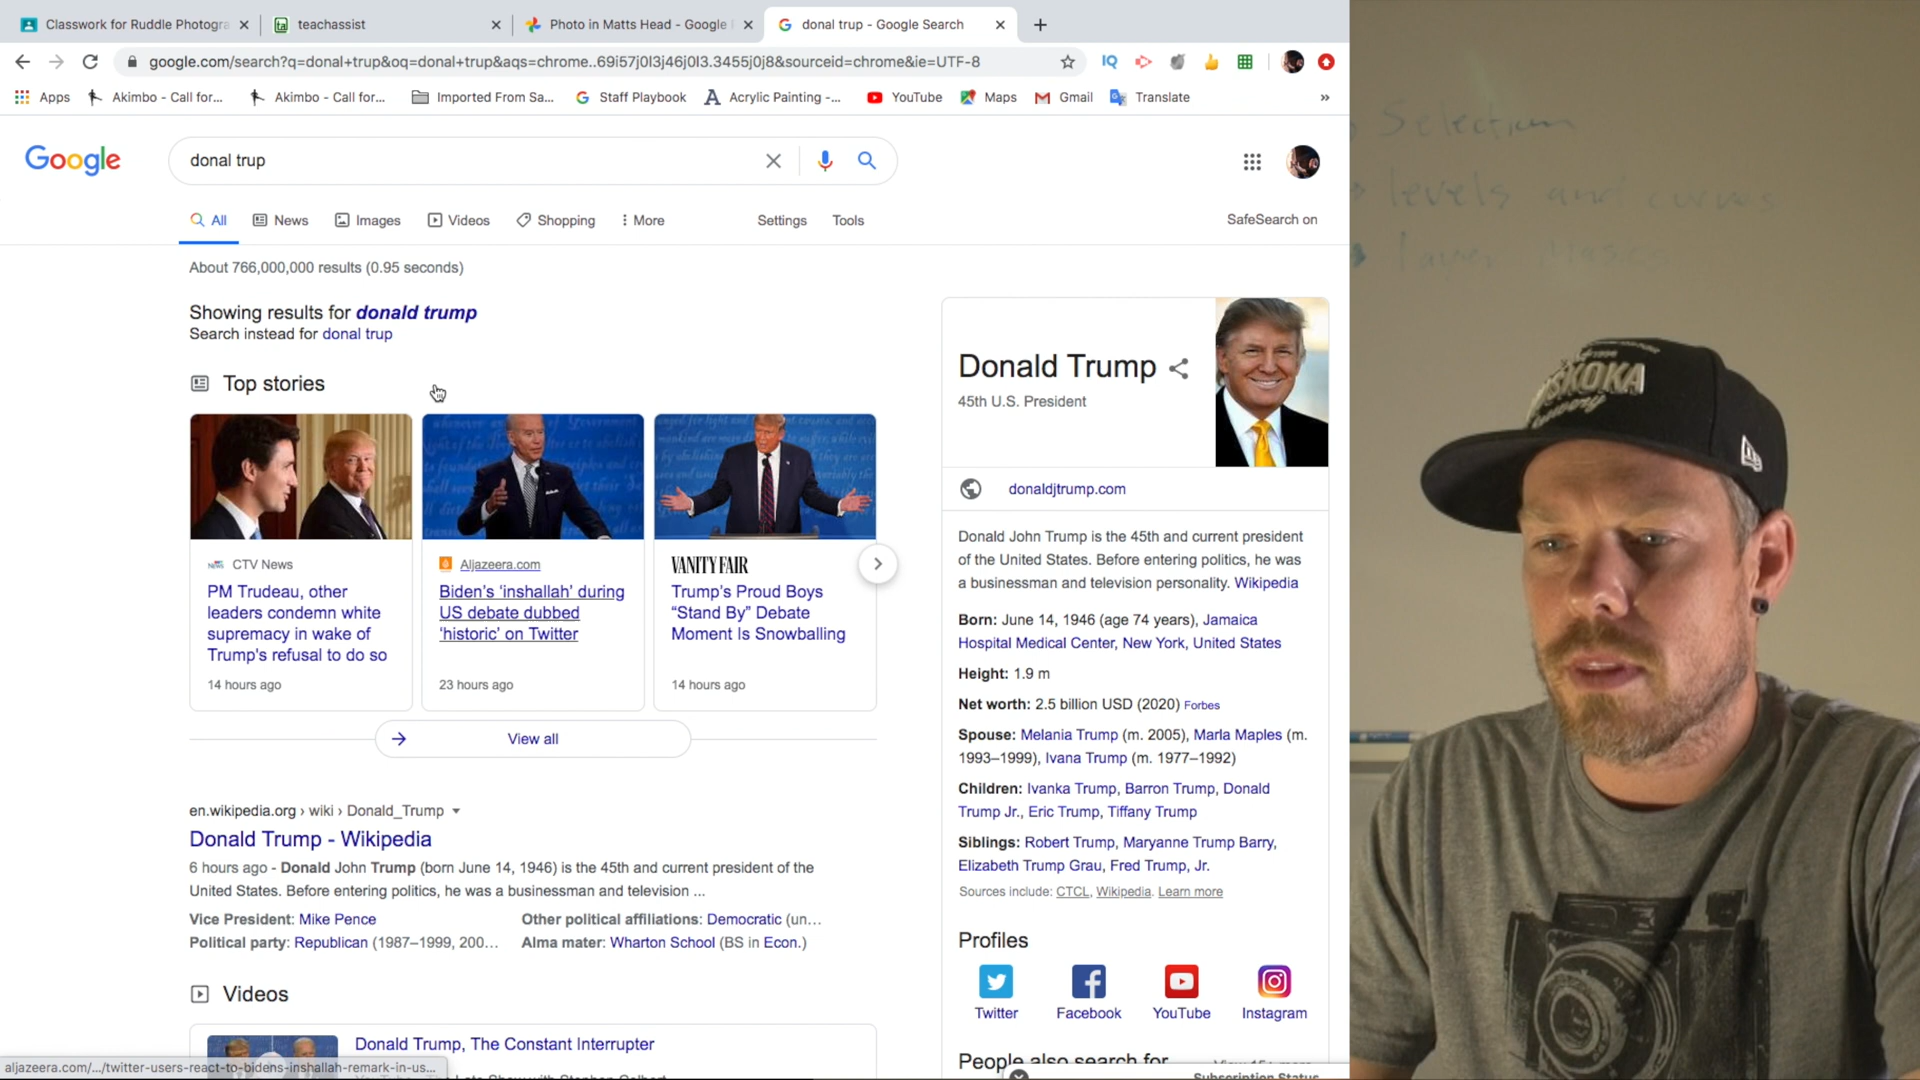 Classwork for Ruddle Photogra
teachassist
Photo in Matts Head - Google
donal trup - Google Search
google.com/search?q=donal+trup&oq=donal+trup&aqs=chrome..69i57j0l3j46j0l3.3455j0j8&sourceid=chrome&ie=UTF-8
IQ
Apps
Akimbo - Call for...
Akimbo - Call for...
Imported From Sa...
Staff Playbook
Acrylic Painting -...
YouTube
Maps
Gmail
Translate
»
Google
donal trup
All
News
Images
Videos
Shopping
More
Settings
Tools
SafeSearch on
About 766,000,000 results (0.95 seconds)
Showing results for donald trump
Search instead for donal trup
Top stories
CTV News
PM Trudeau, other
leaders condemn white
supremacy in wake of
Trump's refusal to do so
14 hours ago
Aljazeera.com
Biden's 'inshallah' during
US debate dubbed
'historic' on Twitter
23 hours ago
VANITY FAIR
Trump's Proud Boys
“Stand By” Debate
Moment Is Snowballing
14 hours ago
View all
en.wikipedia.org › wiki › Donald_Trump
Donald Trump - Wikipedia
6 hours ago - Donald John Trump (born June 14, 1946) is the 45th and current president of the
United States. Before entering politics, he was a businessman and television ...
Vice President: Mike Pence
Other political affiliations: Democratic (un...
Political party: Republican (1987–1999, 200...
Alma mater: Wharton School (BS in Econ.)
Videos
Donald Trump, The Constant Interrupter
aljazeera.com/.../twitter-users-react-to-bidens-inshallah-remark-in-us...
Donald Trump
45th U.S. President
donaldjtrump.com
Donald John Trump is the 45th and current president
of the United States. Before entering politics, he was
a businessman and television personality. Wikipedia
Born: June 14, 1946 (age 74 years), Jamaica
Hospital Medical Center, New York, United States
Height: 1.9 m
Net worth: 2.5 billion USD (2020) Forbes
Spouse: Melania Trump (m. 2005), Marla Maples (m.
1993–1999), Ivana Trump (m. 1977–1992)
Children: Ivanka Trump, Barron Trump, Donald
Trump Jr., Eric Trump, Tiffany Trump
Siblings: Robert Trump, Maryanne Trump Barry,
Elizabeth Trump Grau, Fred Trump, Jr.
Sources include: CTCL, Wikipedia. Learn more
Profiles
Twitter
Facebook
YouTube
Instagram
People also search for
Subscription Status
Selection
levels and curves